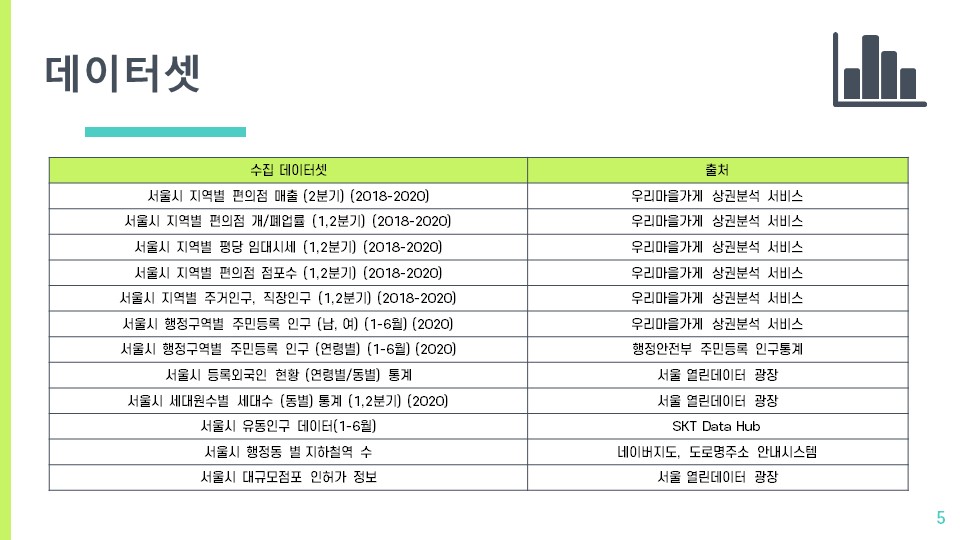 데이터셋
수집 데이터셋 출처
서울시 지역별 편의점 매출 (2분기) (2018-2020) 우리마을가게 상권분석 서비스
서울시 지역별 편의점 개/폐업률 (1,2분기) (2018-2020) 우리마을가게 상권분석 서비스
서울시 지역별 평당 임대시세 (1,2분기) (2018-2020) 우리마을가게 상권분석 서비스
서울시 지역별 편의점 점포수 (1,2분기) (2018-2020) 우리마을가게 상권분석 서비스
서울시 지역별 주거인구, 직장인구 (1,2분기) (2018-2020) 우리마을가게 상권분석 서비스
서울시 행정구역별 주민등록 인구 (남, 여) (1-6월) (2020) 우리마을가게 상권분석 서비스
서울시 행정구역별 주민등록 인구 (연령별) (1-6월) (2020) 행정안전부 주민등록 인구통계
서울시 등록외국인 현황 (연령별/동별) 통계 서울 열린데이터 광장
서울시 세대원수별 세대수 (동별) 통계 (1,2분기) (2020) 서울 열린데이터 광장
서울시 유동인구 데이터(1-6월) SKT Data Hub
서울시 행정동 별 지하철역 수 네이버지도, 도로명주소 안내시스템
서울시 대규모점포 인허가 정보 서울 열린데이터 광장
5